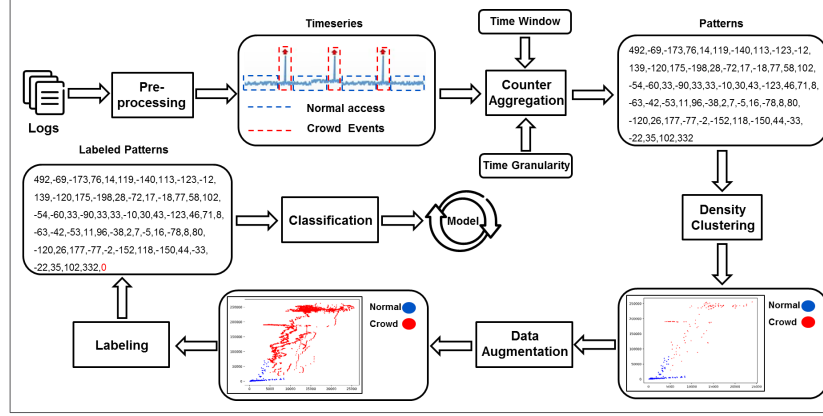 Timeseries
Time Window
Patterns
Logs
Pre-
processing
Normal access
Crowd Events
Counter
Aggregation
Time Granularity
492,-69,-173,76,14,119,-140,113,-123,-12,
139,-120,175,-198,28,-72,17,-18,77,58,102,
-54,-60,33,-90,33,33,-10,30,43,-123,46,71,8,
-63,-42,-53,11,96,-38,2,7,-5,16,-78,8,80,
-120,26,177,-77,-2,-152,118,-150,44,-33,
-22,35,102,332
Labeled Patterns
492,-69,-173,76,14,119,-140,113,-123,-12,
139,-120,175,-198,28,-72,17,-18,77,58,102,
-54,-60,33,-90,33,33,-10,30,43,-123,46,71,8,
-63,-42,-53,11,96,-38,2,7,-5,16,-78,8,80,
-120,26,177,-77,-2,-152,118,-150,44,-33,
-22,35,102,332,0
Classification
Model
Density
Clustering
Normal
Crowd
Data
Augmentation
Normal
Crowd
Labeling